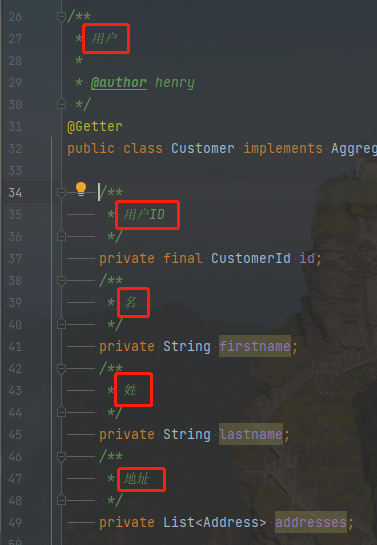 26 /**
27 * 用户
28 *
29 * @author henry
30 */
31 @Getter
32 public class Customer implements Aggreg
33
34 /**
35 * 用户ID
36 */
37 private final CustomerId id;
38 /**
39 * 名
40 */
41 private String firstname;
42 /**
43 * 姓
44 */
45 private String lastname;
46 /**
47 * 地址
48 */
49 private List<Address> addresses;